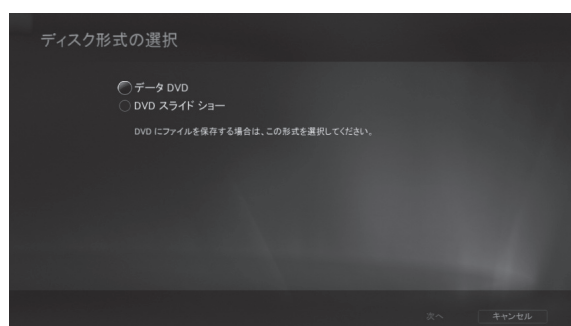 ディスク形式の選択
データ DVD
DVD スライド ショー
DVD にファイルを保存する場合は、この形式を選択してください。
次へ
キャンセル